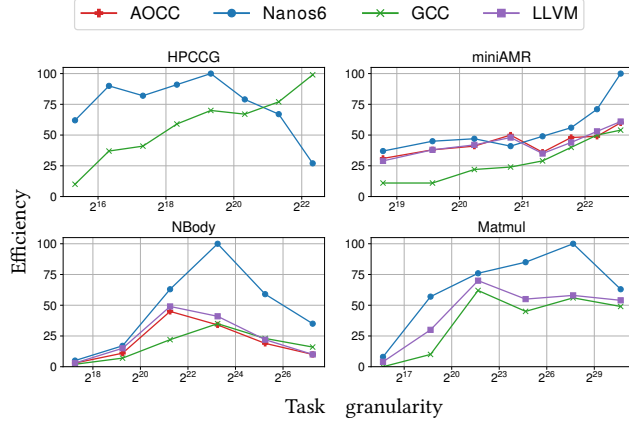 AOCC Nanos6 GCC LLVM
HPCCG miniAMR
100 100
75 75
50 50
25 25
0 0
2^16 2^18 2^20 2^22 2^19 2^20 2^21 2^22
NBody Matmul
100 100
75 75
50 50
25 25
0 0
2^18 2^20 2^22 2^24 2^26 2^17 2^20 2^23 2^26 2^29
Efficiency
Task granularity